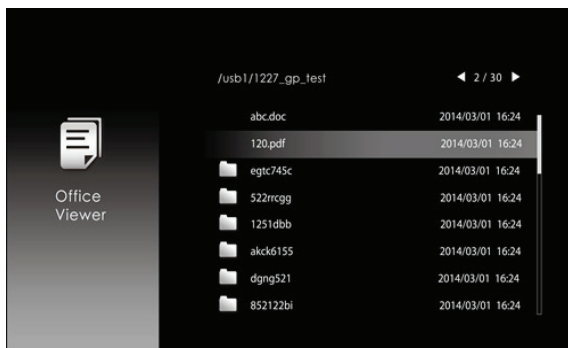 /usb1/1227_gp_test ◀ 2 / 30 ▶
abc.doc 2014/03/01 16:24
120.pdf 2014/03/01 16:24
egtc745c 2014/03/01 16:24
522rrcgg 2014/03/01 16:24
1251dbb 2014/03/01 16:24
akck6155 2014/03/01 16:24
dgng521 2014/03/01 16:24
852122bi 2014/03/01 16:24
Office
Viewer